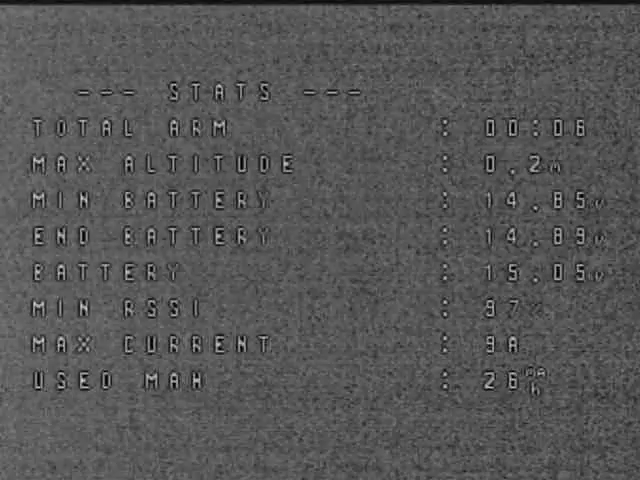 --- STATS ---
TOTAL ARM : 00:06
MAX ALTITUDE : 0.2m
MIN BATTERY : 14.85v
END BATTERY : 14.89v
BATTERY : 15.05v
MIN RSSI : 97%
MAX CURRENT : 9A
USED MAH : 26mAh